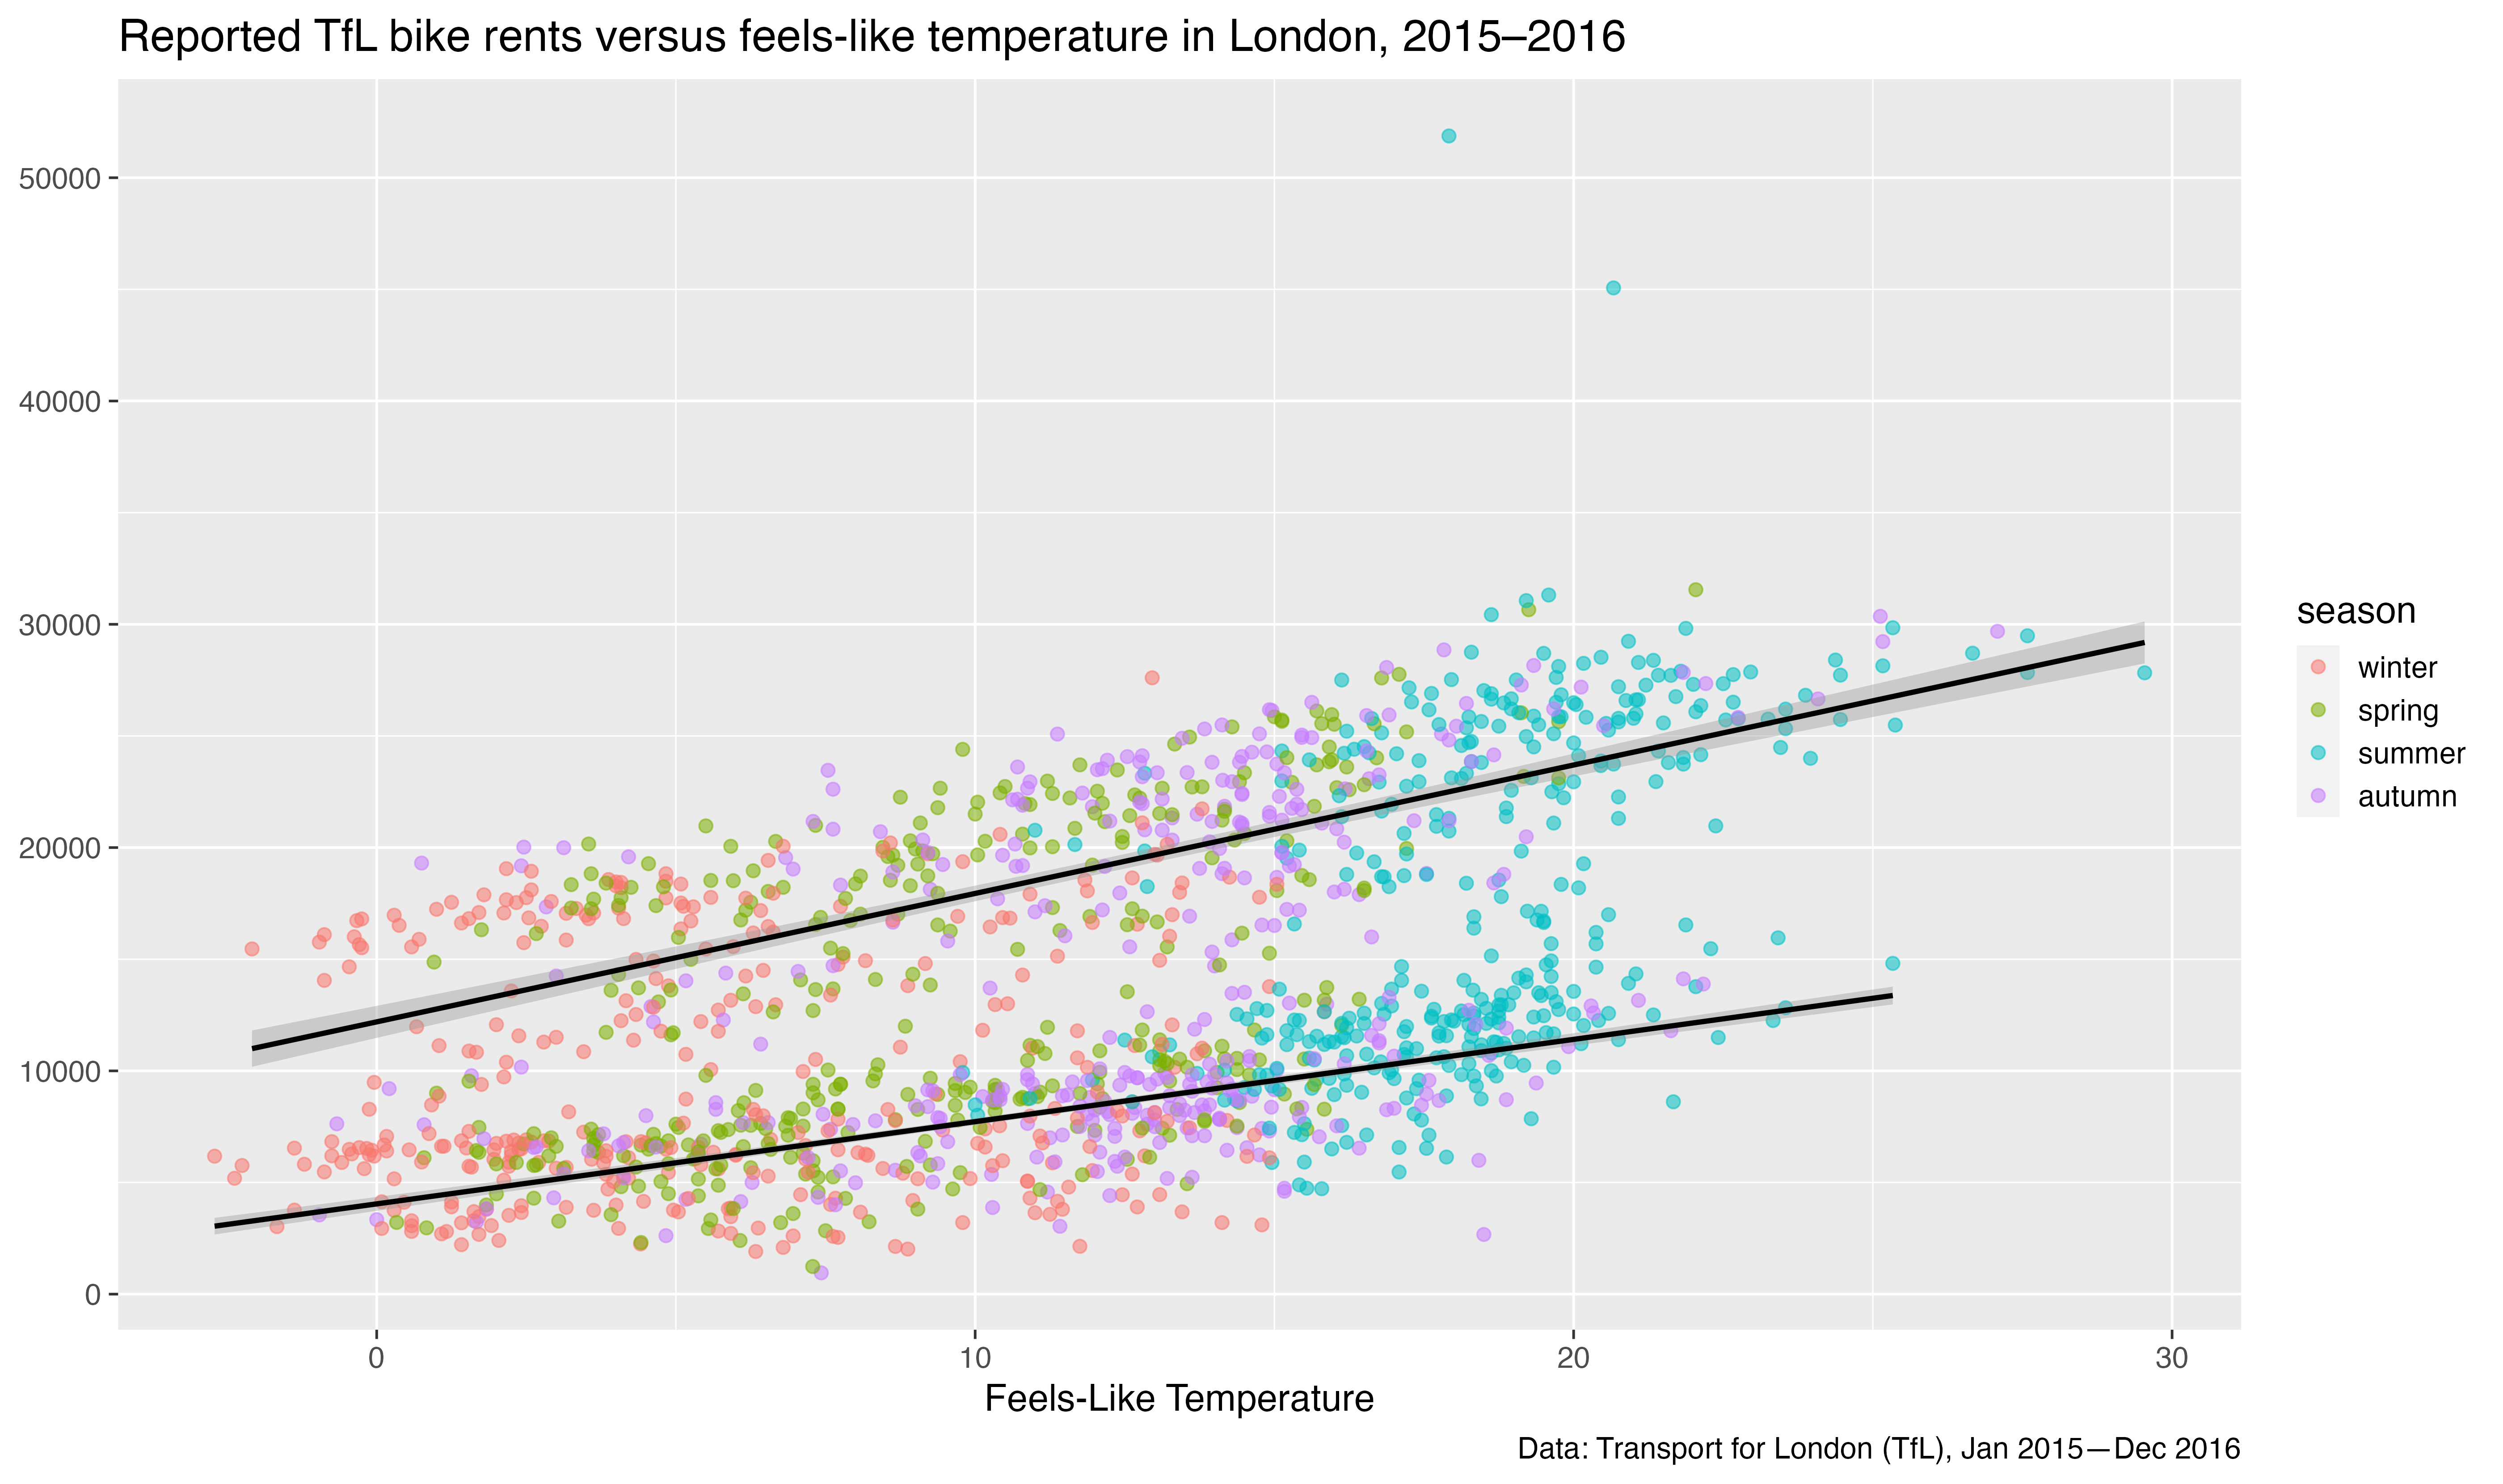 Reported TfL bike rents versus feels-like temperature in London, 2015–2016
50000
40000
30000
20000
10000
0
0 10 20 30
Feels-Like Temperature
season
winter
spring
summer
autumn
Data: Transport for London (TfL), Jan 2015—Dec 2016